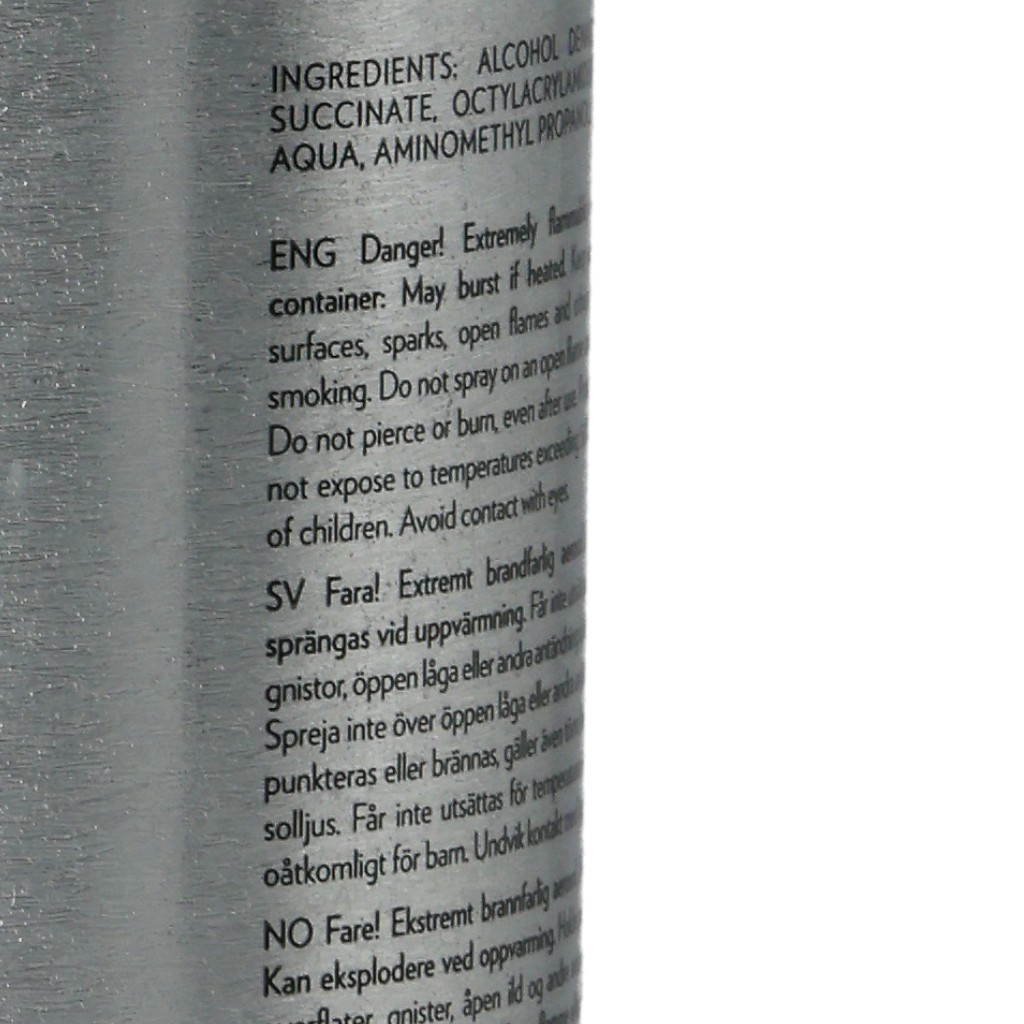 INGREDIENTS: ALCOHOL
SUCCINATE,
AQUA, AMINOMETHYL
ENG Danger! Extremely
container: May burst if heated.
surfaces, sparks, open flames and
smoking. Do not spray on an open
Do not pierce or burn, even after use.
not expose to temperatures exceeding
of children. Avoid contact with eyes.
SV Fara! Extremt brandfarlig
sprängas vid uppvärmning. Får inte
gnistor, öppen låga eller andra
Spreja inte över öppen låga eller andra
punkteras eller brännas, gäller även
solljus. Får inte utsättas för
oåtkomligt för barn. Undvik kontakt
NO Fare! Ekstremt brannfarlig
Kan eksplodere ved oppvarming.
gnister, åpen ild og